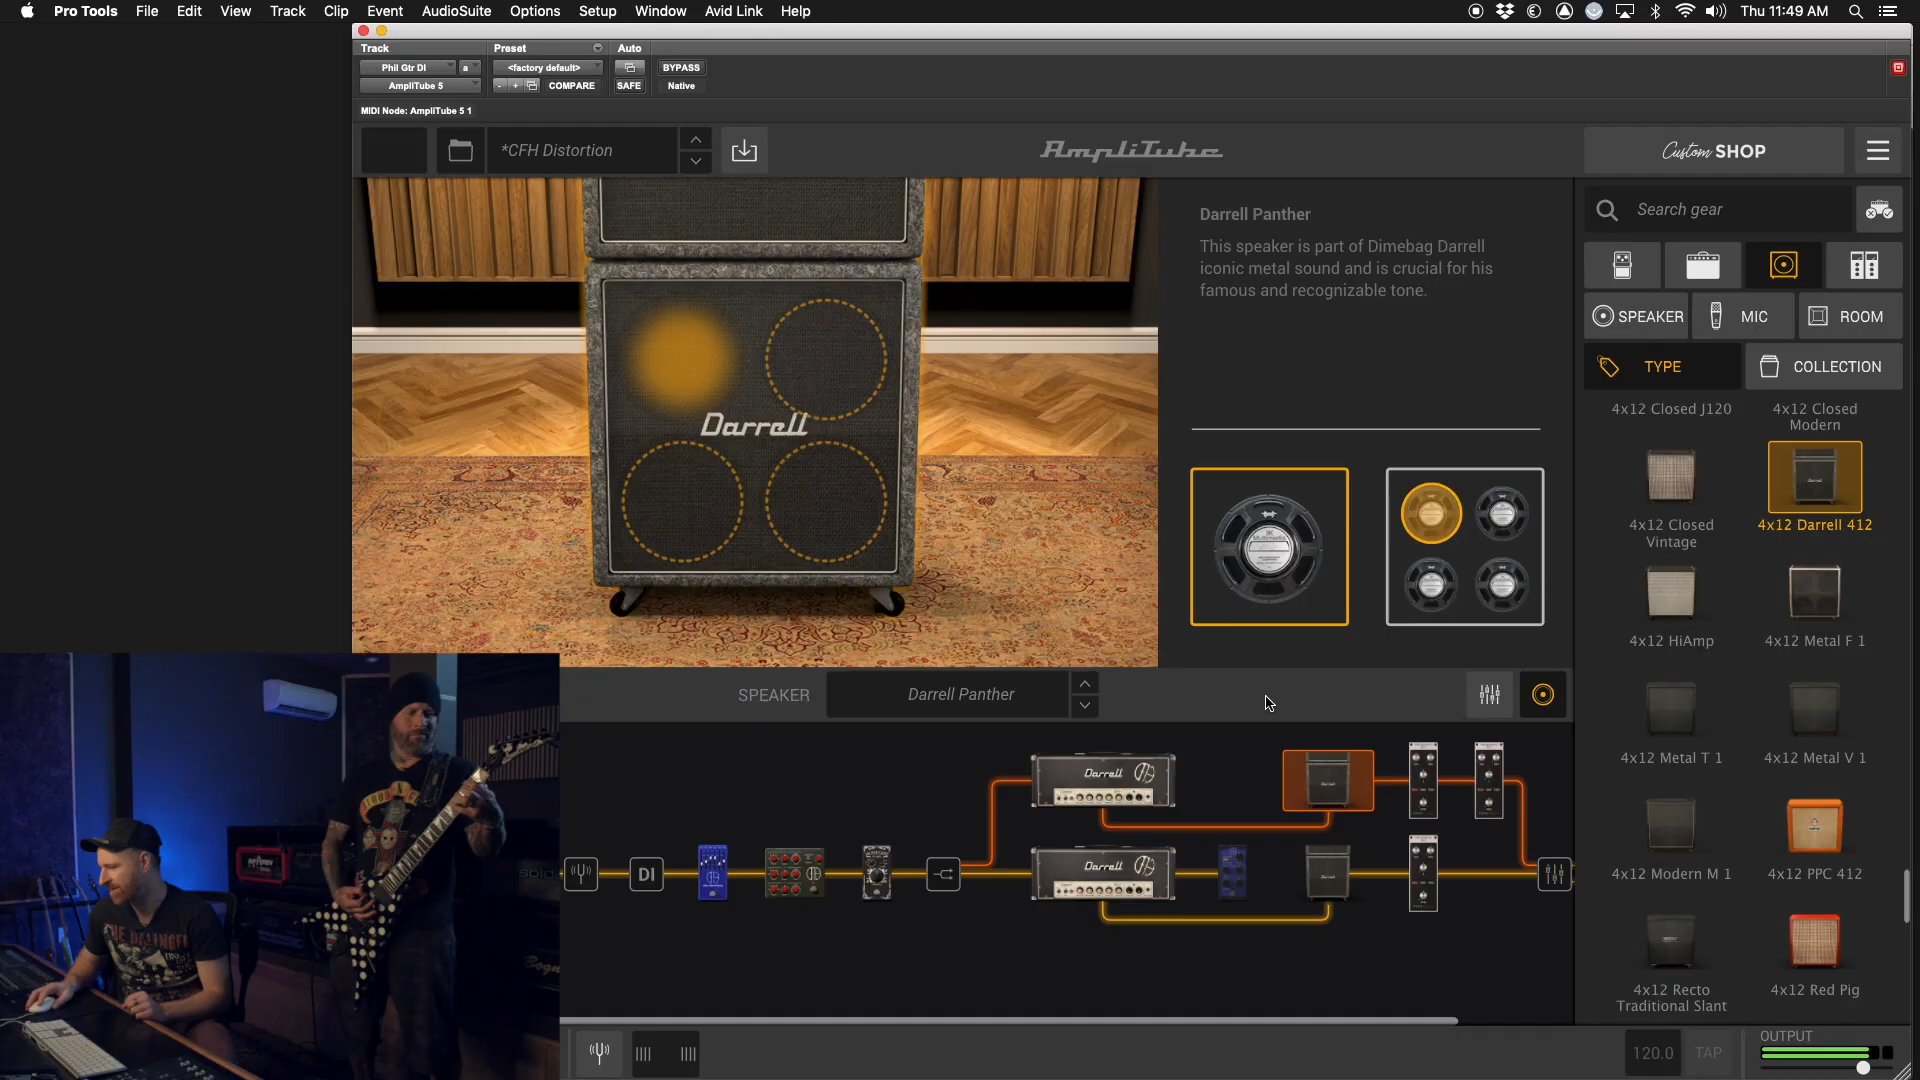 Pro Tools File Edit View Track Clip Event AudioSuite Options Setup Window Avid Link Help Thu 11:49 AM
Track Preset Auto
Phil Gtr DI a <factory default> BYPASS
AmpliTube 5 - + COMPARE SAFE Native
MIDI Node: AmpliTube 5 1
*CFH Distortion AmpliTube Custom SHOP
Search gear
SPEAKER MIC ROOM
TYPE COLLECTION
Darrell Panther
This speaker is part of Dimebag Darrell
iconic metal sound and is crucial for his
famous and recognizable tone.
Darrell
4x12 Closed J120
4x12 Closed
Modern
4x12 Closed
Vintage
4x12 Darrell 412
4x12 HiAmp
4x12 Metal F 1
4x12 Metal T 1
4x12 Metal V 1
4x12 Modern M 1
4x12 PPC 412
4x12 Recto
Traditional Slant
4x12 Red Pig
SPEAKER Darrell Panther
Darrell
DI
Darrell
120.0 TAP OUTPUT